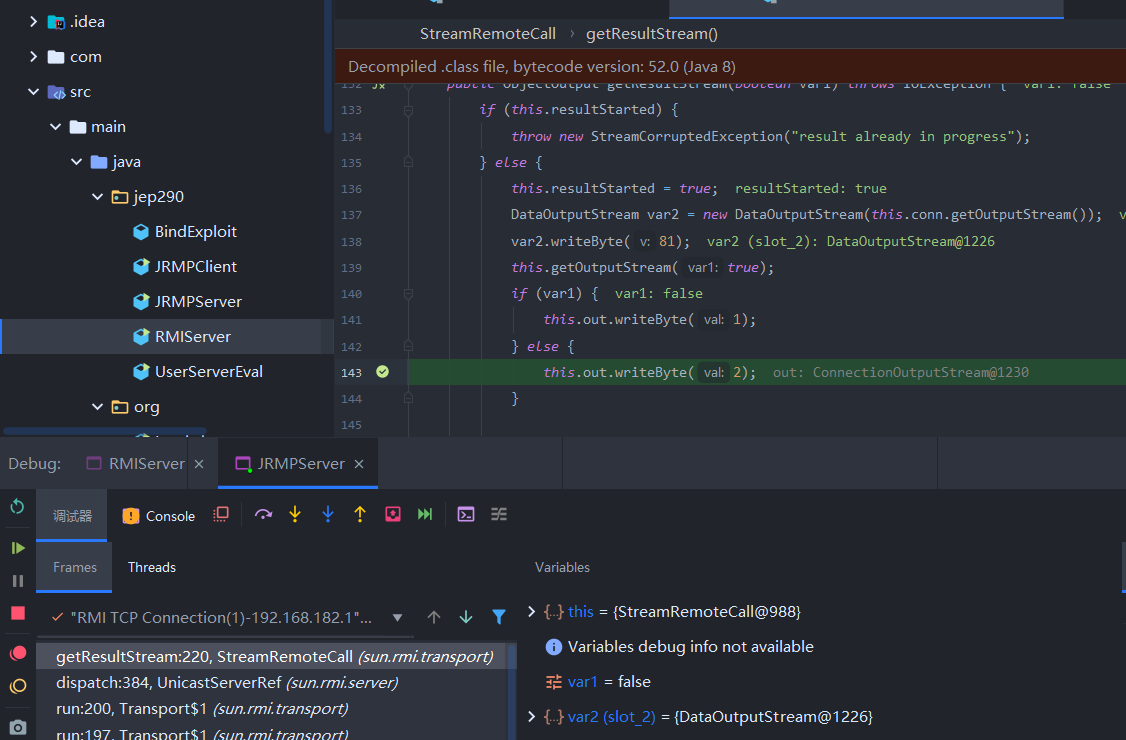 .idea
com
src
main
java
jep290
BindExploit
JRMPClient
JRMPServer
RMIServer
UserServerEval
org
StreamRemoteCall › getResultStream()
Decompiled .class file, bytecode version: 52.0 (Java 8)
132 public ObjectOutput getResultStream(boolean var1) throws IOException { var1: false
133 if (this.resultStarted) {
134 throw new StreamCorruptedException("result already in progress");
135 } else {
136 this.resultStarted = true; resultStarted: true
137 DataOutputStream var2 = new DataOutputStream(this.conn.getOutputStream()); v
138 var2.writeByte( v: 81); var2 (slot_2): DataOutputStream@1226
139 this.getOutputStream( var1: true);
140 if (var1) { var1: false
141 this.out.writeByte( val: 1);
142 } else {
143 this.out.writeByte( val: 2); out: ConnectionOutputStream@1230
144 }
145
Debug: RMIServer × JRMPServer ×
调试器 Console
Frames Threads
"RMI TCP Connection(1)-192.168.182.1"...
getResultStream:220, StreamRemoteCall (sun.rmi.transport)
dispatch:384, UnicastServerRef (sun.rmi.server)
run:200, Transport$1 (sun.rmi.transport)
run:197, Transport$1 (sun.rmi.transport)
Variables
this = {StreamRemoteCall@988}
Variables debug info not available
var1 = false
var2 (slot_2) = {DataOutputStream@1226}